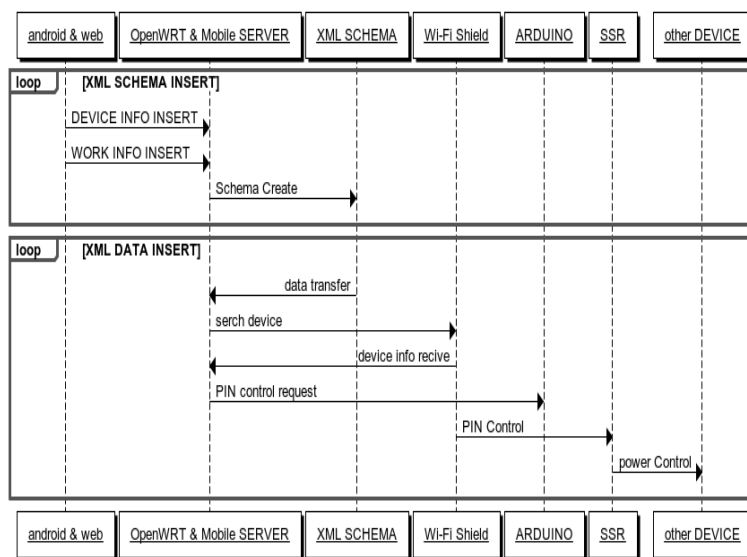 android & web
OpenWRT & Mobile SERVER
XML SCHEMA
Wi-Fi Shield
ARDUINO
SSR
other DEVICE
loop
[XML SCHEMA INSERT]
DEVICE INFO INSERT
WORK INFO INSERT
Schema Create
loop
[XML DATA INSERT]
data transfer
serch device
device info recive
PIN control request
PIN Control
power Control
android & web
OpenWRT & Mobile SERVER
XML SCHEMA
Wi-Fi Shield
ARDUINO
SSR
other DEVICE